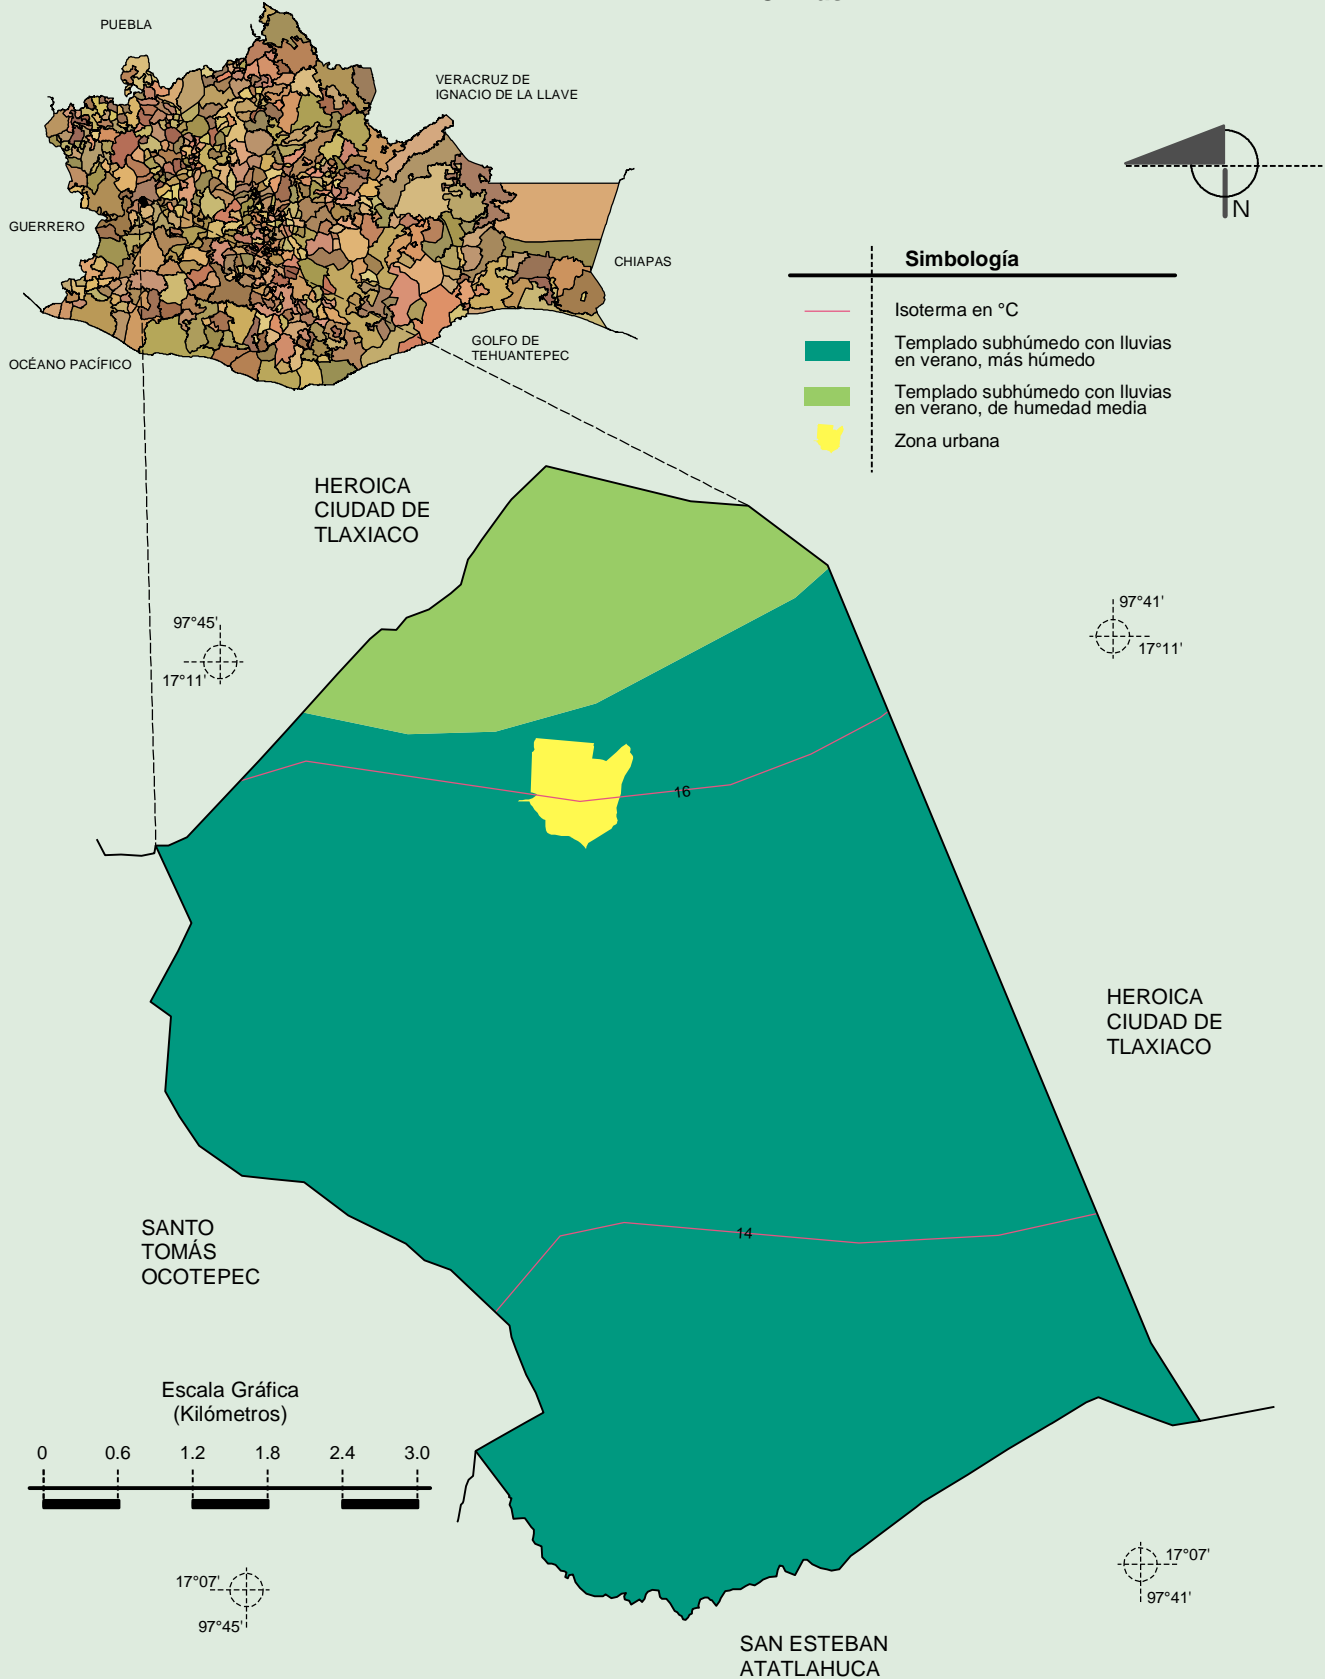 PUEBLA
VERACRUZ DE
IGNACIO DE LA LLAVE
GUERRERO
CHIAPAS
GOLFO DE
TEHUANTEPEC
OCÉANO PACÍFICO
N
Simbología
Isoterma en °C
Templado subhúmedo con lluvias
en verano, más húmedo
Templado subhúmedo con lluvias
en verano, de humedad media
Zona urbana
HEROICA
CIUDAD DE
TLAXIACO
97°45'
17°11'
97°41'
17°11'
16
HEROICA
CIUDAD DE
TLAXIACO
14
SANTO
TOMÁS
OCOTEPEC
Escala Gráfica
(Kilómetros)
0 0.6 1.2 1.8 2.4 3.0
17°07'
97°45'
17°07'
97°41'
SAN ESTEBAN
ATATLAHUCA